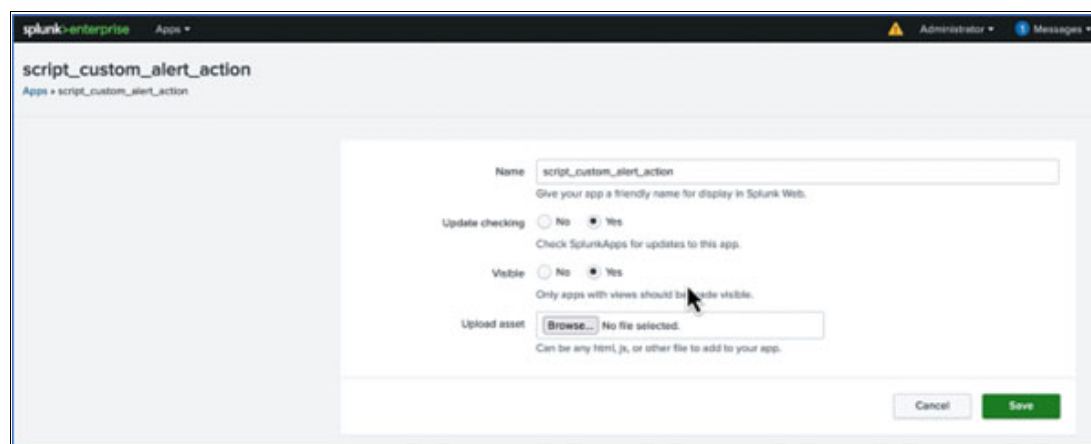 splunk>enterprise Apps Administrator 1 Messages
script_custom_alert_action
Apps » script_custom_alert_action
Name script_custom_alert_action
Give your app a friendly name for display in Splunk Web.
Update checking No Yes
Check SplunkApps for updates to this app.
Visible No Yes
Only apps with views should be made visible.
Upload asset Browse... No file selected.
Can be any html, js, or other file to add to your app.
Cancel Save